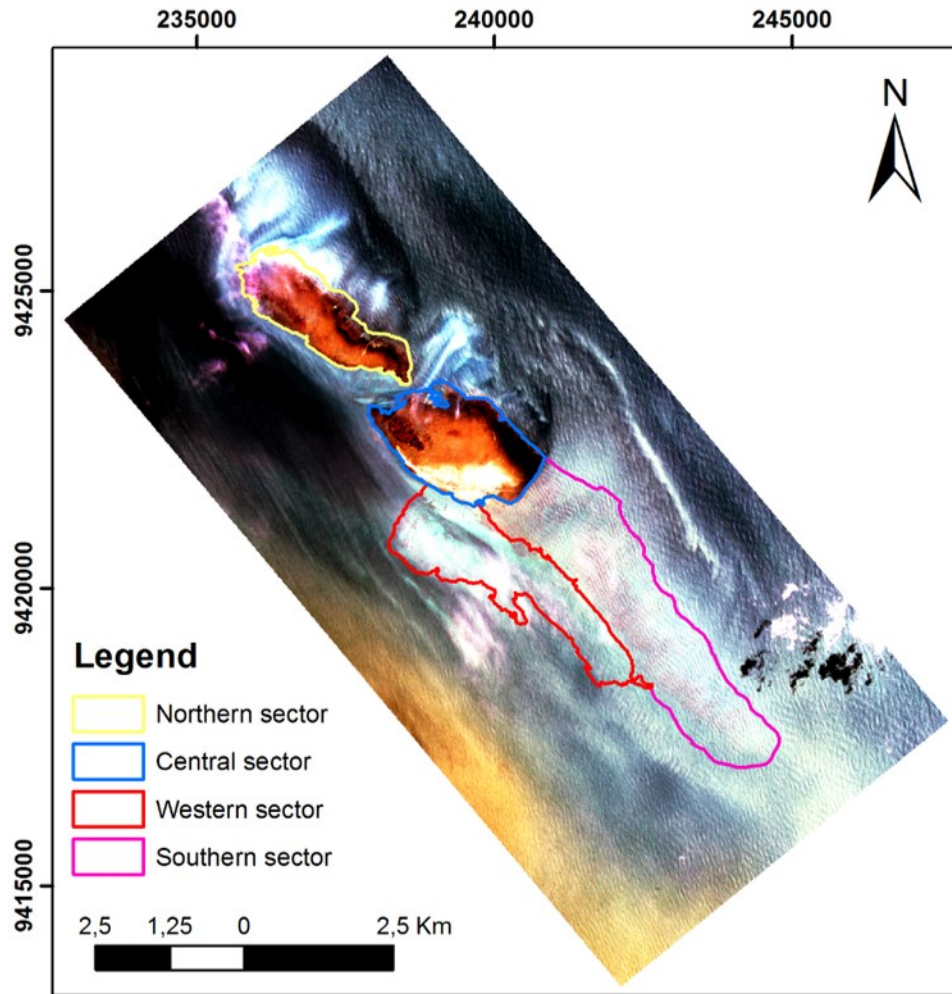 235000 240000 245000
N
9425000
9420000
9415000
Legend
Northern sector
Central sector
Western sector
Southern sector
2,5 1,25 0 2,5 Km